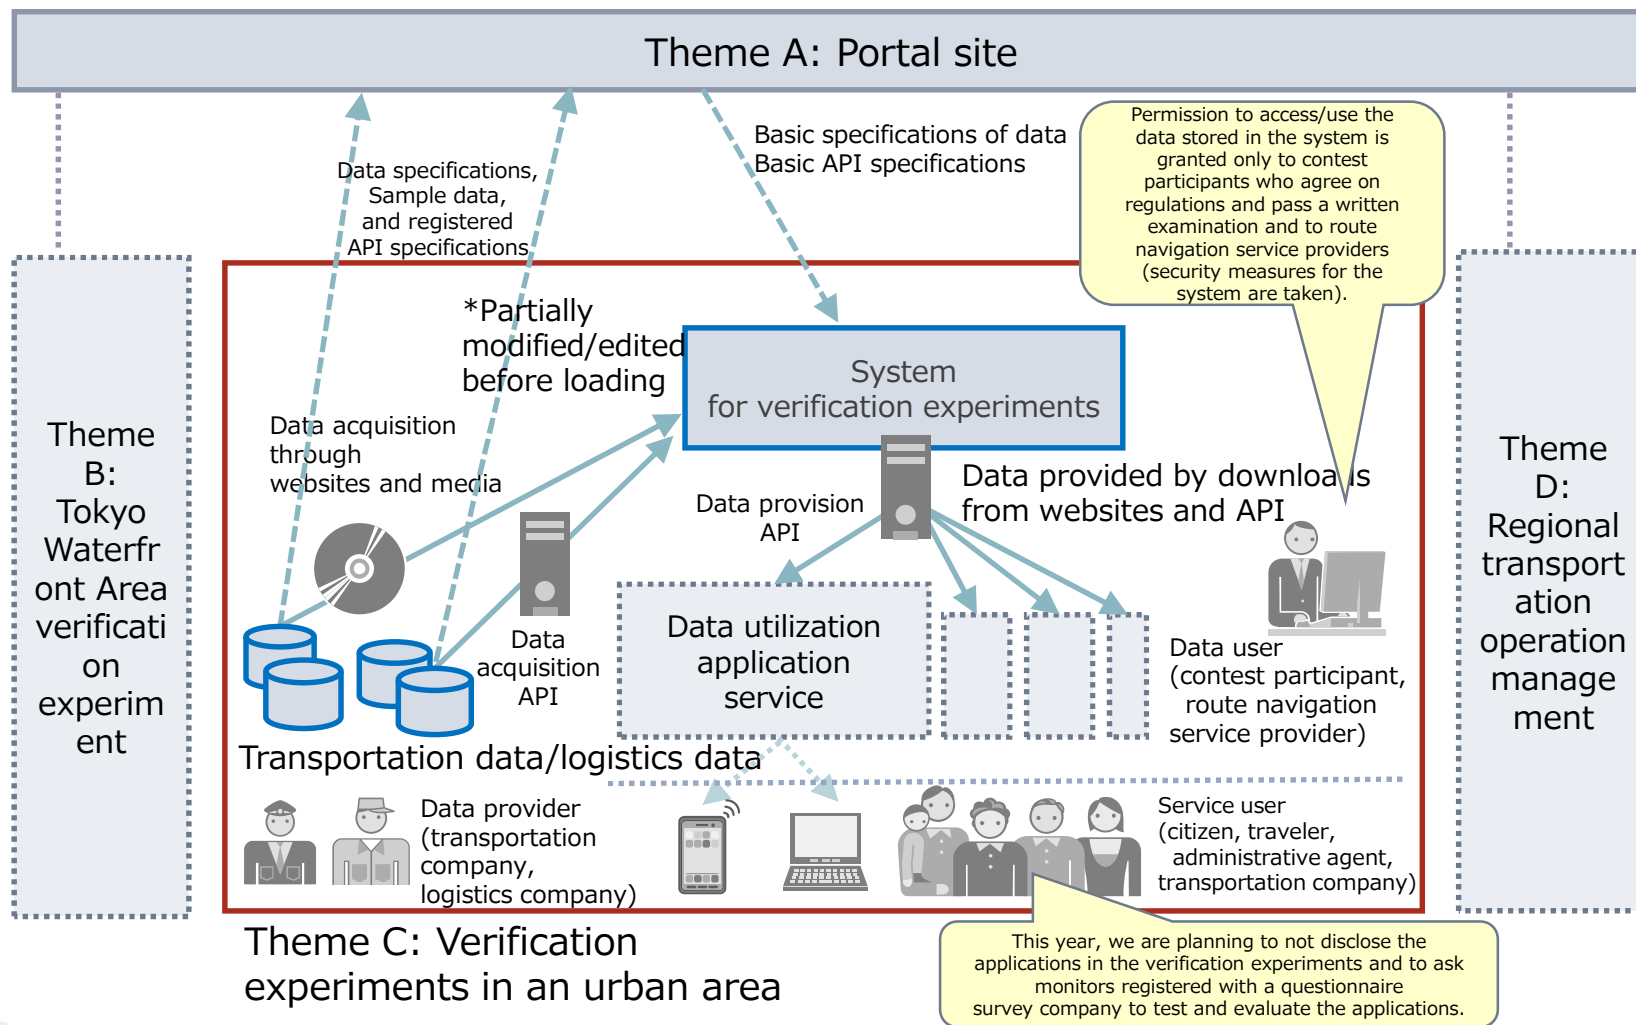 Theme A: Portal site
Permission to access/use the
data stored in the system is
granted only to contest
participants who agree on
regulations and pass a written
examination and to route
navigation service providers
(security measures for the
system are taken).
Basic specifications of data
Basic API specifications
Data specifications,
Sample data,
and registered
API specifications
*Partially
modified/edited
before loading
System
for verification experiments
Theme
B:
Tokyo
Waterfr
ont Area
verificati
on
experim
ent
Data acquisition
through
websites and media
Data provision
API
Data provided by downloads
from websites and API
Theme
D:
Regional
transport
ation
operation
manage
ment
Data
acquisition
API
Data utilization
application
service
Data user
(contest participant,
route navigation
service provider)
Transportation data/logistics data
Data provider
(transportation
company,
logistics company)
Service user
(citizen, traveler,
administrative agent,
transportation company)
Theme C: Verification
experiments in an urban area
This year, we are planning to not disclose the
applications in the verification experiments and to ask
monitors registered with a questionnaire
survey company to test and evaluate the applications.